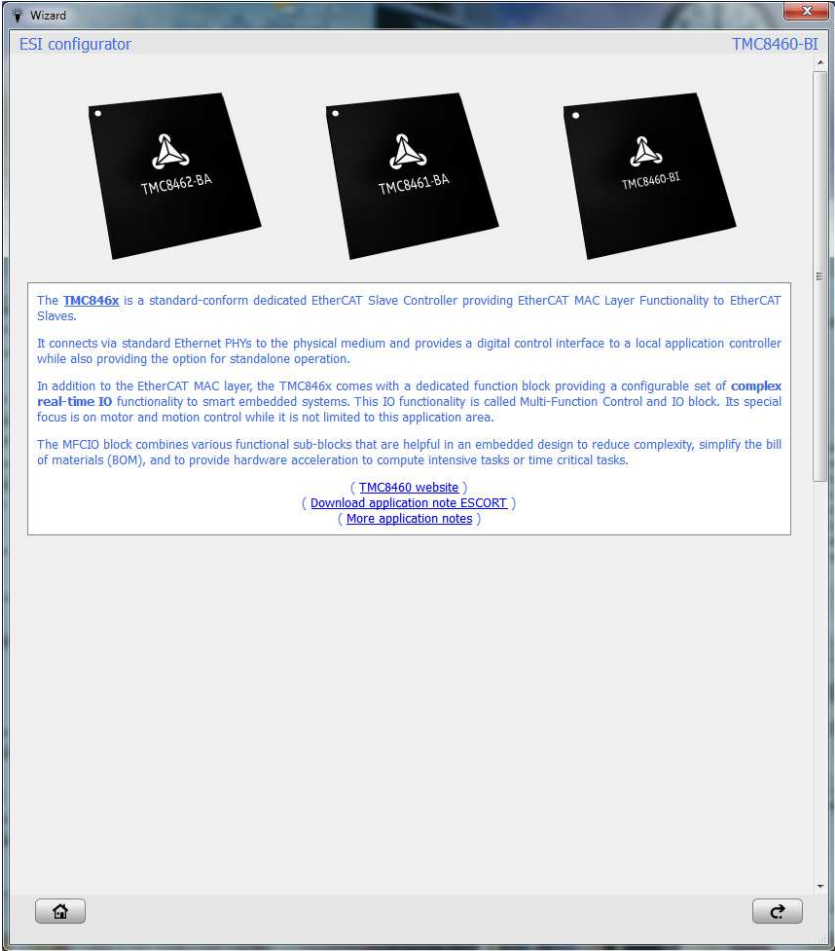 Wizard
ESI configurator
TMC8460-BI
TMC8462-BA
TMC8461-BA
TMC8460-BI
The TMC846x is a standard-conform dedicated EtherCAT Slave Controller providing EtherCAT MAC Layer Functionality to EtherCAT
Slaves.
It connects via standard Ethernet PHYs to the physical medium and provides a digital control interface to a local application controller
while also providing the option for standalone operation.
In addition to the EtherCAT MAC layer, the TMC846x comes with a dedicated function block providing a configurable set of complex
real-time IO functionality to smart embedded systems. This IO functionality is called Multi-Function Control and IO block. Its special
focus is on motor and motion control while it is not limited to this application area.
The MFCIO block combines various functional sub-blocks that are helpful in an embedded design to reduce complexity, simplify the bill
of materials (BOM), and to provide hardware acceleration to compute intensive tasks or time critical tasks.
( TMC8460 website )
( Download application note ESCORT )
( More application notes )